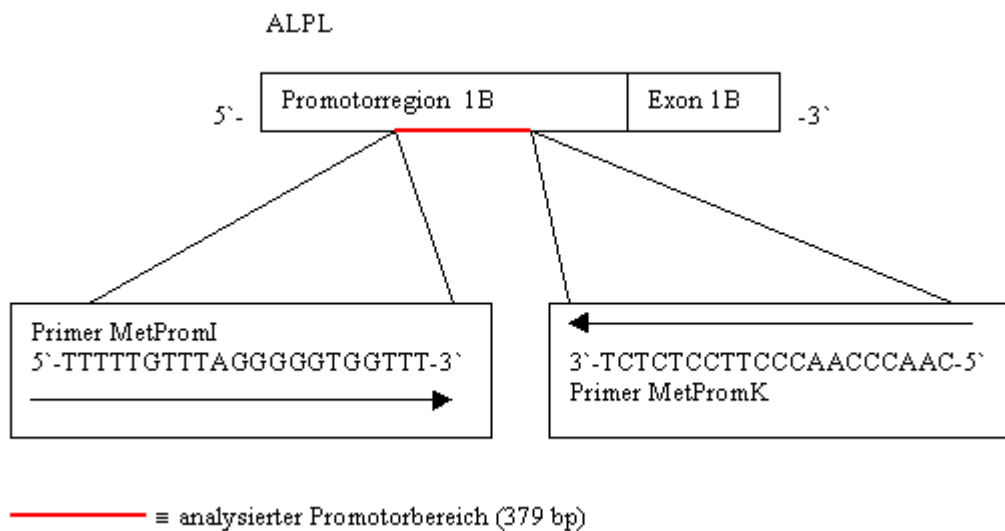 ALPL
5`- Promotorregion 1B Exon 1B -3`
Primer MetPromI
5`-TTTTTGTTTAGGGGGTGGTTT-3`
3`-TCTCTCCTTCCCAACCCAAC-5`
Primer MetPromK
≡ analysierter Promotorbereich (379 bp)